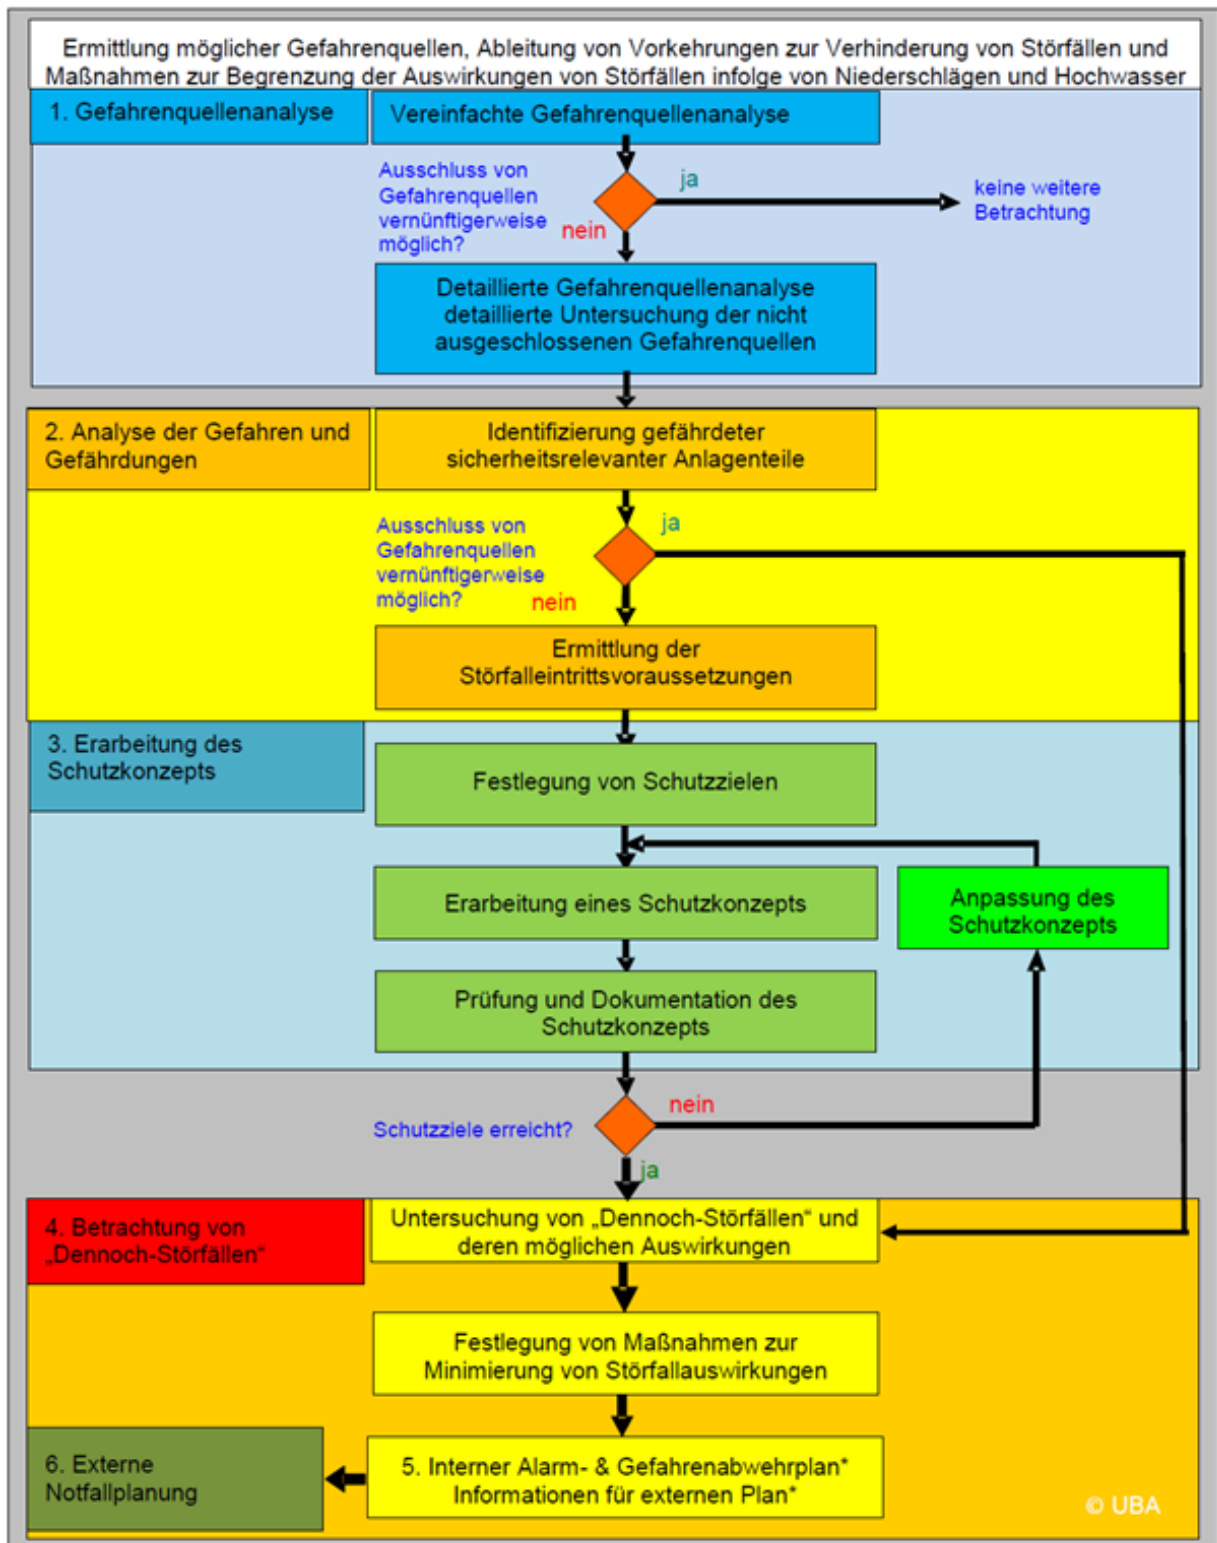 Ermittlung möglicher Gefahrenquellen, Ableitung von Vorkehrungen zur Verhinderung von Störfällen und
Maßnahmen zur Begrenzung der Auswirkungen von Störfällen infolge von Niederschlägen und Hochwasser
1. Gefahrenquellenanalyse
Vereinfachte Gefahrenquellenanalyse
Ausschluss von
Gefahrenquellen
vernünftigerweise
möglich?
ja
nein
keine weitere
Betrachtung
Detaillierte Gefahrenquellenanalyse
detaillierte Untersuchung der nicht
ausgeschlossenen Gefahrenquellen
2. Analyse der Gefahren und
Gefährdungen
Identifizierung gefährdeter
sicherheitsrelevanter Anlagenteile
Ausschluss von
Gefahrenquellen
vernünftigerweise
möglich?
ja
nein
Ermittlung der
Störfalleintrittsvoraussetzungen
3. Erarbeitung des
Schutzkonzepts
Festlegung von Schutzzielen
Erarbeitung eines Schutzkonzepts
Anpassung des
Schutzkonzepts
Prüfung und Dokumentation des
Schutzkonzepts
Schutzziele erreicht?
nein
ja
4. Betrachtung von
„Dennoch-Störfällen“
Untersuchung von „Dennoch-Störfällen“ und
deren möglichen Auswirkungen
Festlegung von Maßnahmen zur
Minimierung von Störfallauswirkungen
6. Externe
Notfallplanung
5. Interner Alarm- & Gefahrenabwehrplan*
Informationen für externen Plan*
© UBA